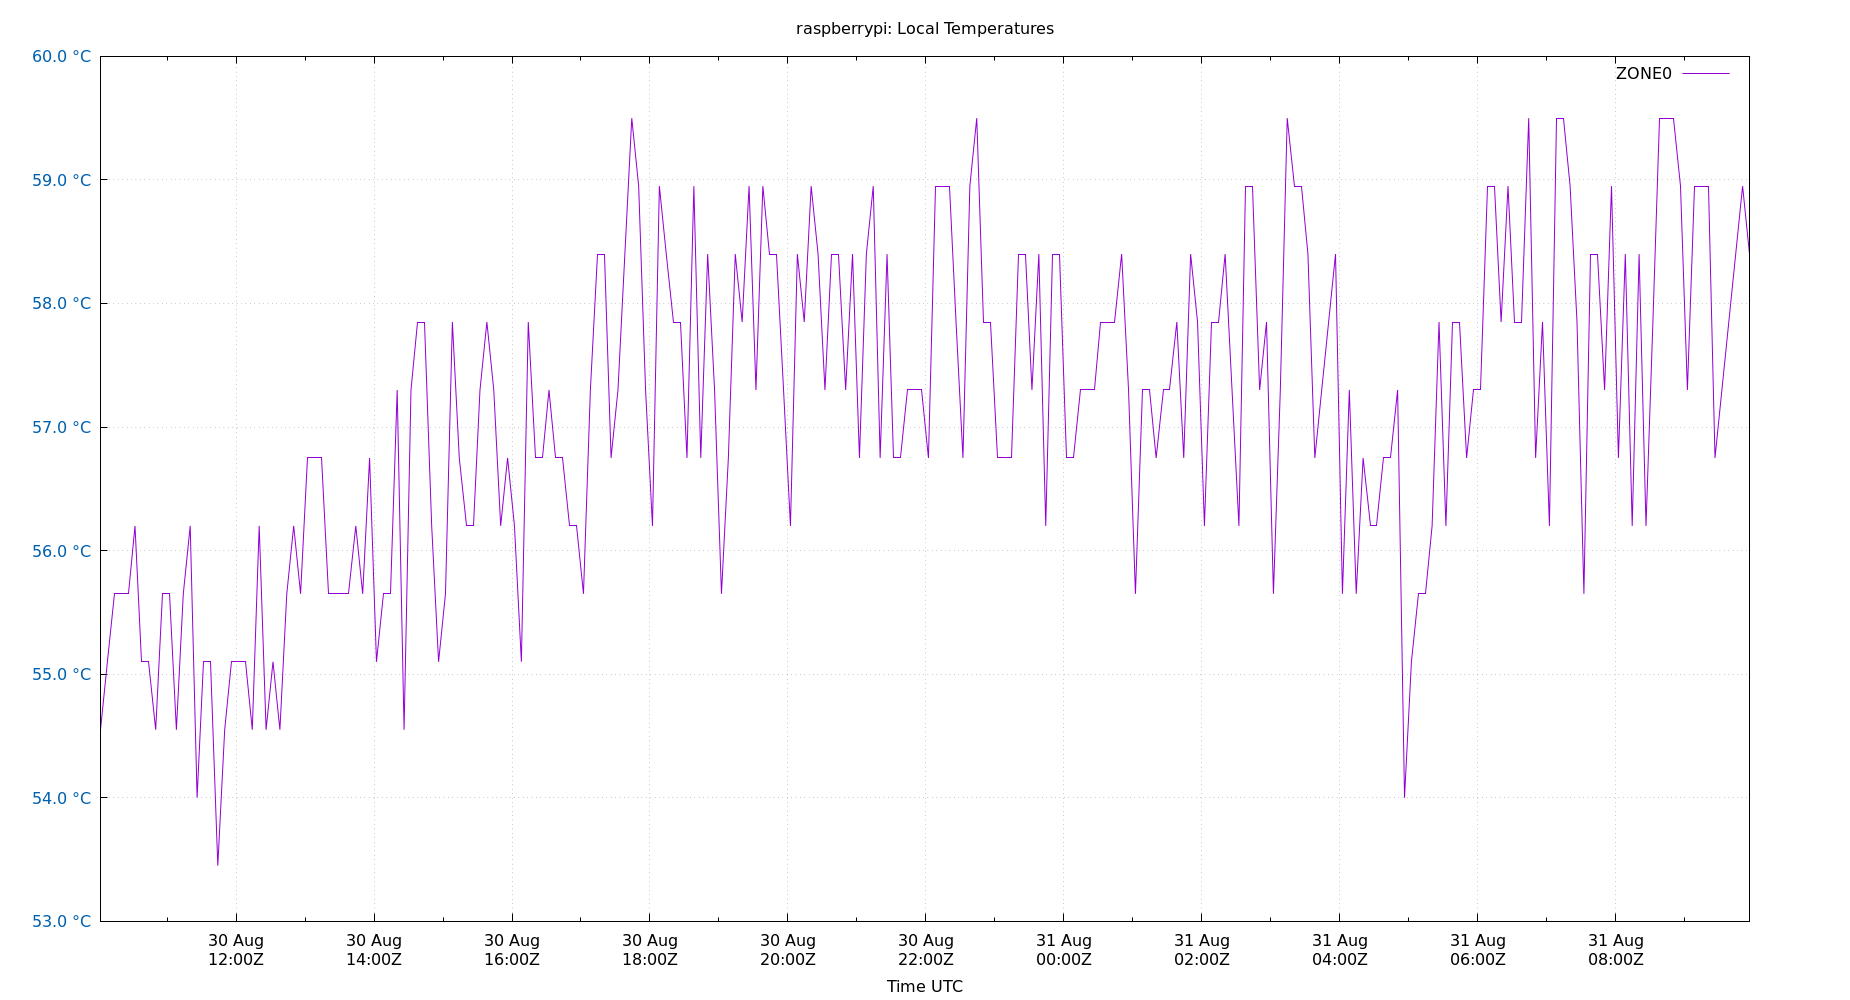 raspberrypi: Local Temperatures
60.0 °C
ZONE0
59.0 °C
58.0 °C
57.0 °C
56.0 °C
55.0 °C
54.0 °C
53.0 °C
30 Aug 30 Aug 30 Aug 30 Aug 30 Aug 30 Aug 31 Aug 31 Aug 31 Aug 31 Aug 31 Aug
12:00Z 14:00Z 16:00Z 18:00Z 20:00Z 22:00Z 00:00Z 02:00Z 04:00Z 06:00Z 08:00Z
Time UTC